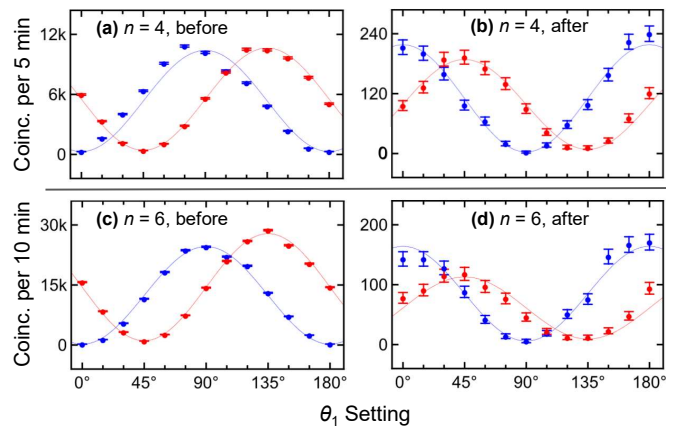 (a) n = 4, before
(b) n = 4, after
12k
6k
0
240
120
0
Coinc. per 5 min
(c) n = 6, before
(d) n = 6, after
30k
15k
0
200
100
0
Coinc. per 10 min
0° 45° 90° 135° 180°
0° 45° 90° 135° 180°
θ1 Setting